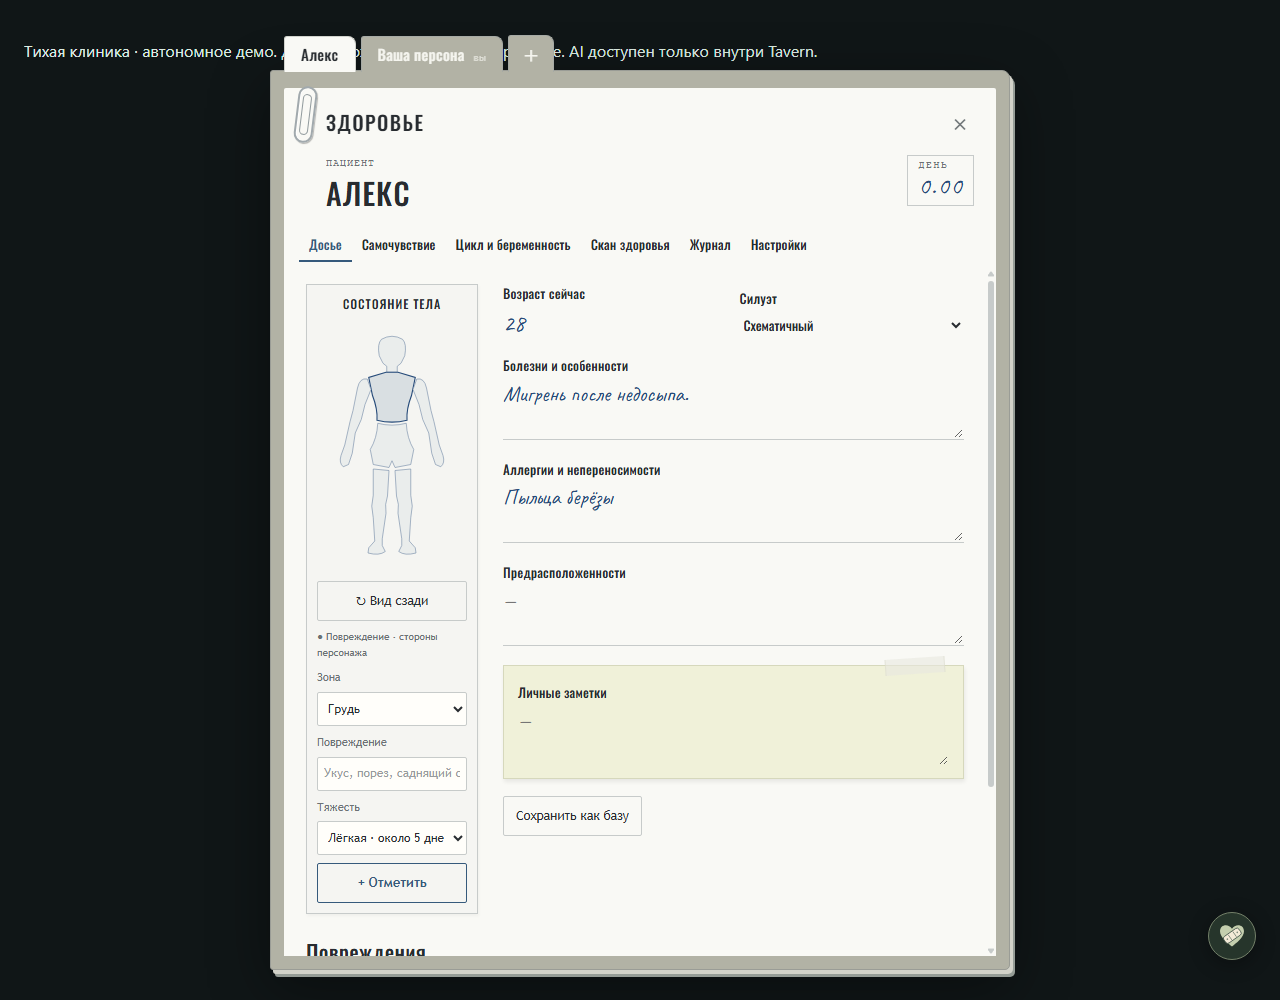 Тихая клиника · автономное демо.
е. AI доступен только внутри Tavern.
Алекс
Ваша персона вы
+
ЗДОРОВЬЕ
×
ПАЦИЕНТ
АЛЕКС
ДЕНЬ
0.00
Досье
Самочувствие
Цикл и беременность
Скан здоровья
Журнал
Настройки
СОСТОЯНИЕ ТЕЛА
↻ Вид сзади
● Повреждение · стороны
персонажа
Зона
Грудь
Повреждение
Укус, порез, саднящий с
Тяжесть
Лёгкая · около 5 дне
+ Отметить
Возраст сейчас
28
Силуэт
Схематичный
Болезни и особенности
Мигрень после недосыпа.
Аллергии и непереносимости
Пыльца берёзы
Предрасположенности
—
Личные заметки
—
Сохранить как базу
Повреждения